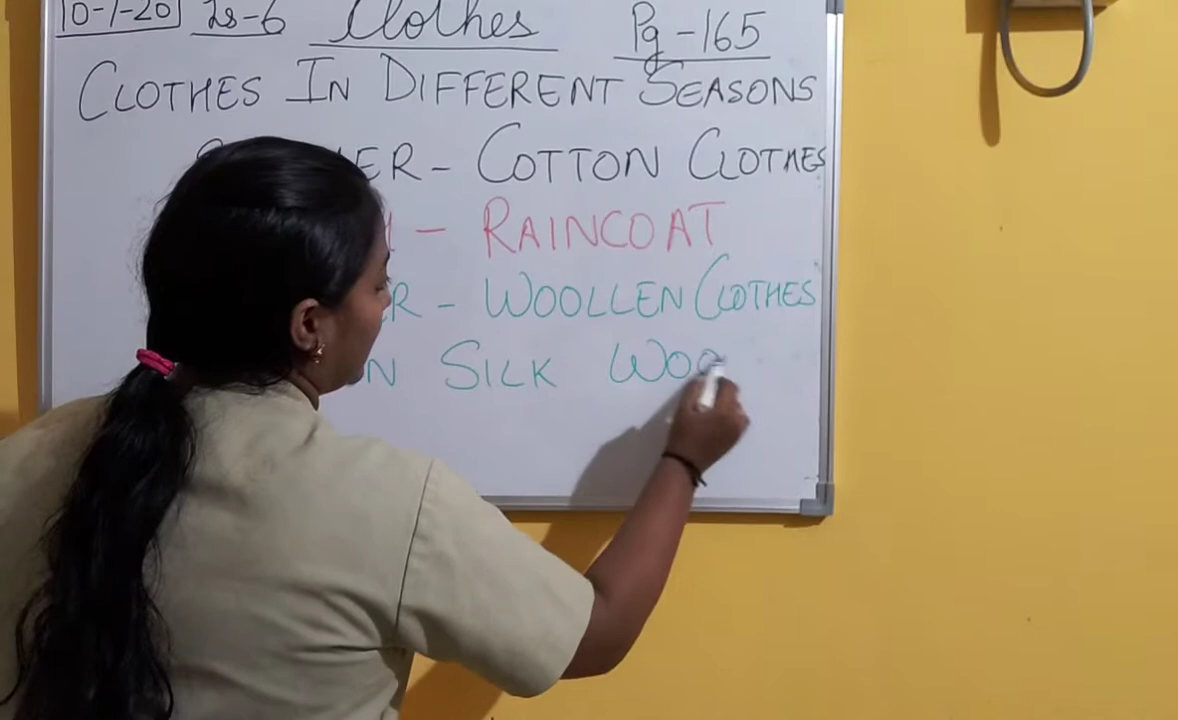 10-7-20 Ls-6 Clothes Pg-165
CLOTHES IN DIFFERENT SEASONS
ER - COTTON CLOTHES
- RAINCOAT
R - WOOLLEN CLOTHES
N SILK WOO